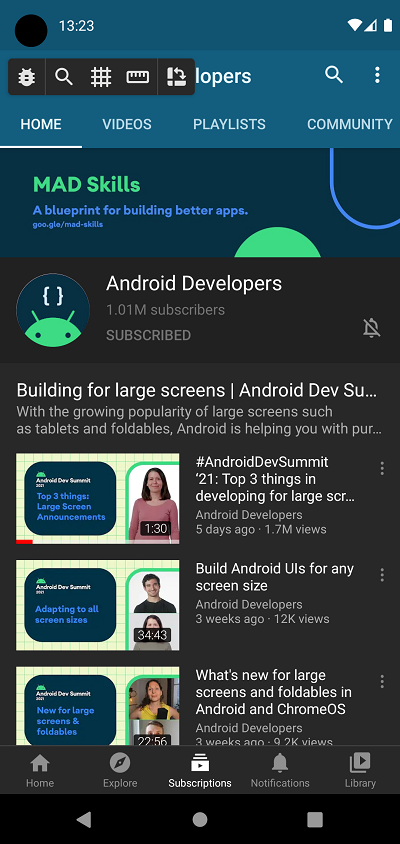 13:23
lopers
HOME VIDEOS PLAYLISTS COMMUNITY
MAD Skills
A blueprint for building better apps.
goo.gle/mad-skills
Android Developers
1.01M subscribers
SUBSCRIBED
Building for large screens | Android Dev Su...
With the growing popularity of large screens such
as tablets and foldables, Android is helping you with pur...
Android Dev Summit
2021
Top 3 things:
Large Screen
Announcements
1:30
#AndroidDevSummit
'21: Top 3 things in
developing for large scr...
Android Developers
5 days ago · 1.7M views
Android Dev Summit
2021
Adapting to all
screen sizes
34:43
Build Android UIs for any
screen size
Android Developers
3 weeks ago · 12K views
Android Dev Summit
2021
New for large
screens &
foldables
22:56
What's new for large
screens and foldables in
Android and ChromeOS
Android Developers
3 weeks ago · 9.2K views
Home Explore Subscriptions Notifications Library